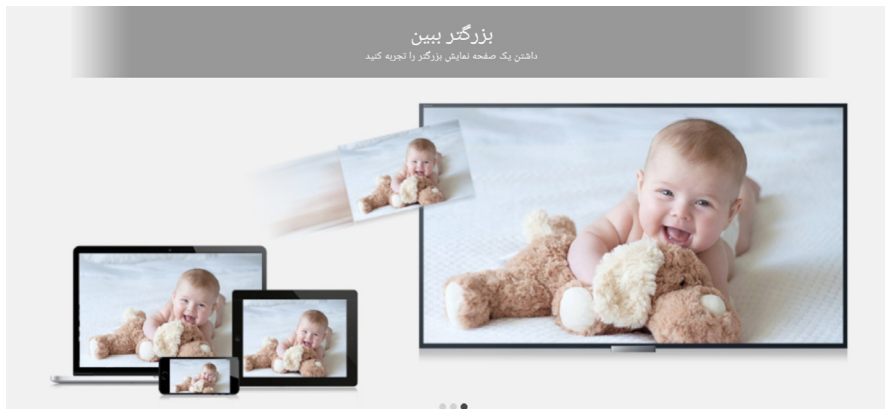 بزرگتر ببین
داشتن یک صفحه نمایش بزرگتر را تجربه کنید